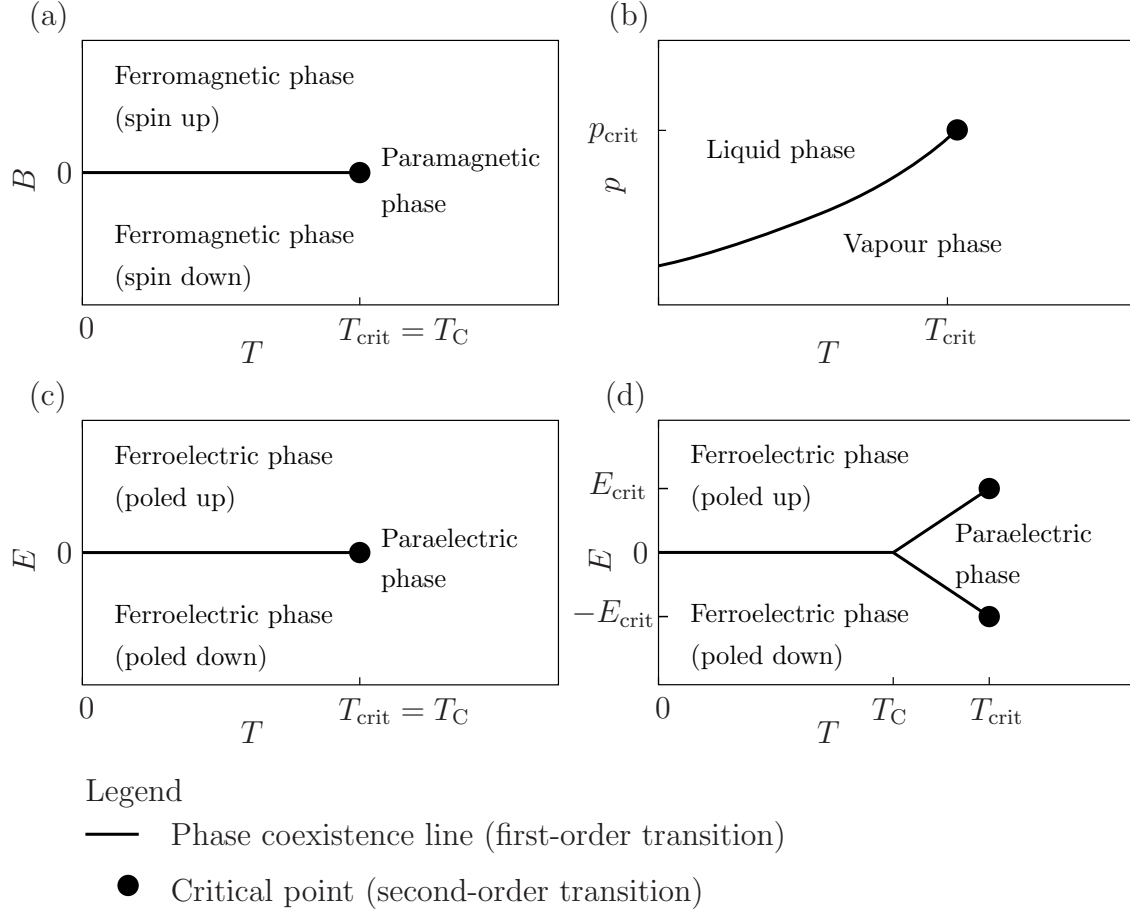 (a)
Ferromagnetic phase
(spin up)
B
0
Paramagnetic
phase
Ferromagnetic phase
(spin down)
0
T
T_crit = T_C
(b)
p_crit
p
Liquid phase
Vapour phase
T
T_crit
(c)
Ferroelectric phase
(poled up)
E
0
Paraelectric
phase
Ferroelectric phase
(poled down)
0
T
T_crit = T_C
(d)
Ferroelectric phase
(poled up)
E_crit
E
0
Paraelectric
phase
−E_crit
Ferroelectric phase
(poled down)
0
T
T_C
T_crit
Legend
Phase coexistence line (first-order transition)
Critical point (second-order transition)